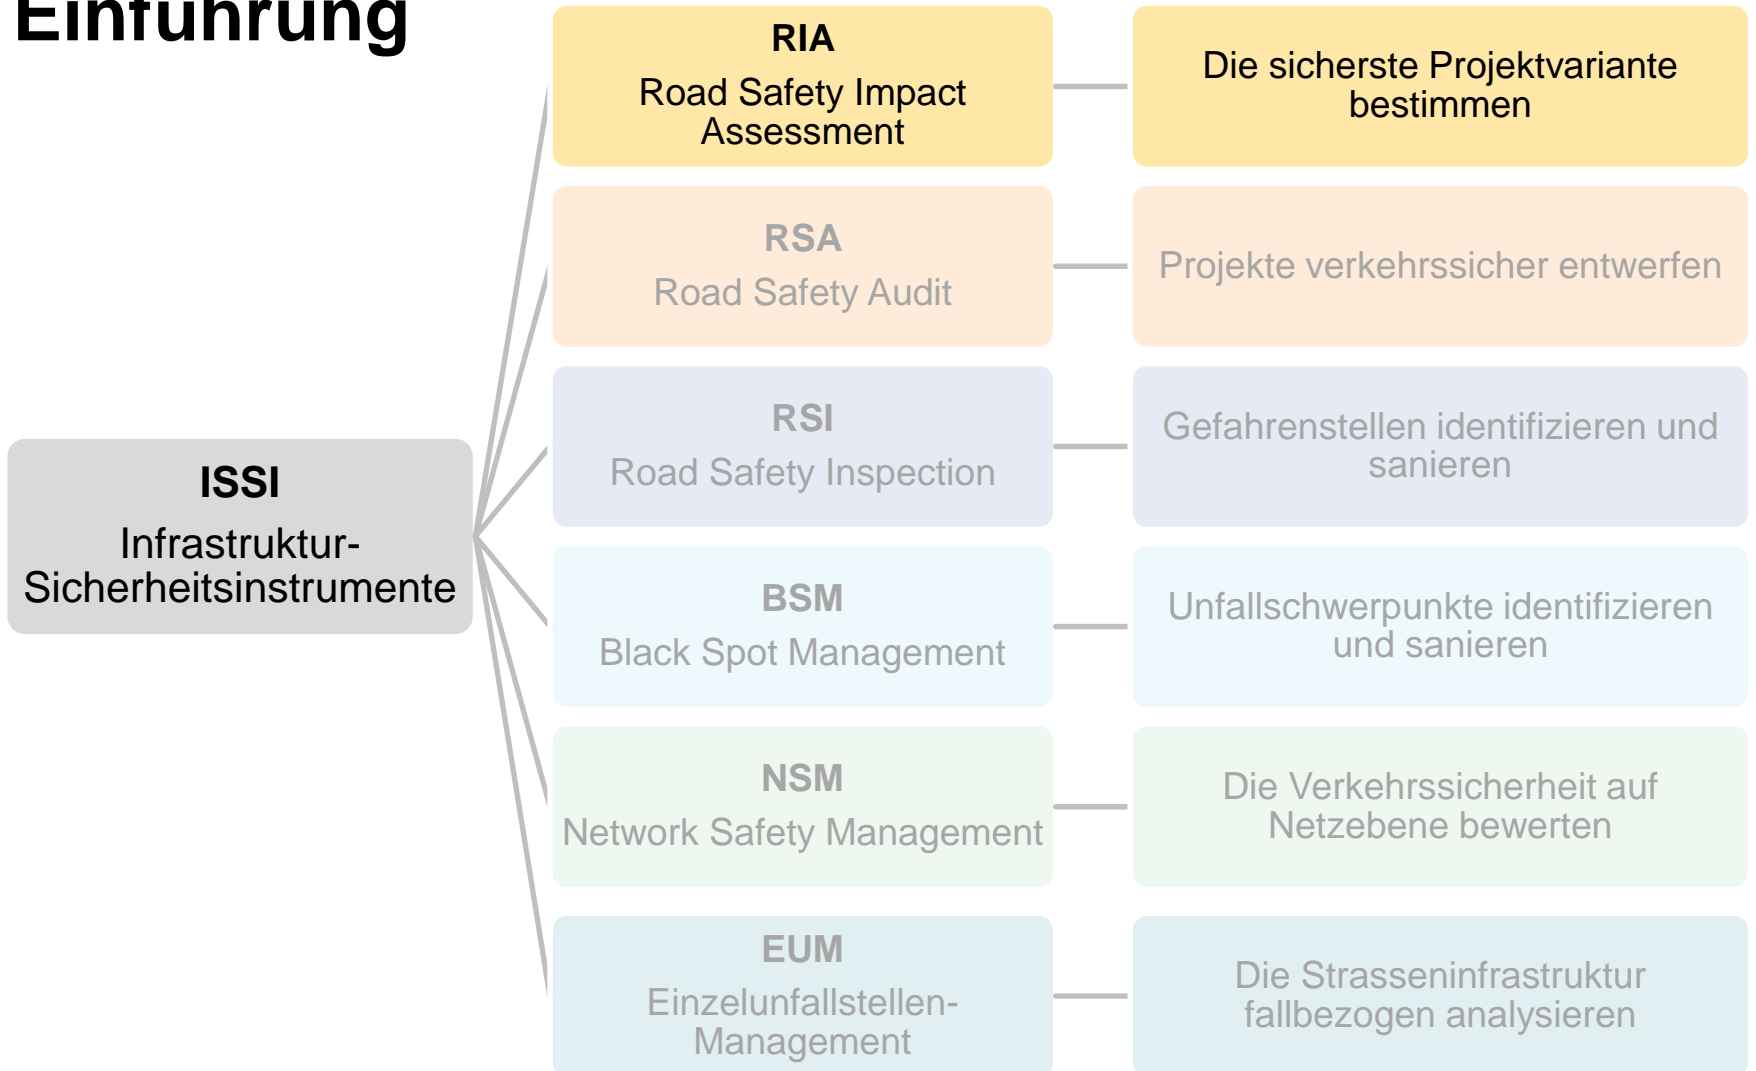 Einführung
RIA
Road Safety Impact
Assessment
Die sicherste Projektvariante
bestimmen
RSA
Road Safety Audit
Projekte verkehrssicher entwerfen
RSI
Road Safety Inspection
Gefahrenstellen identifizieren und
sanieren
ISSI
Infrastruktur-
Sicherheitsinstrumente
BSM
Black Spot Management
Unfallschwerpunkte identifizieren
und sanieren
NSM
Network Safety Management
Die Verkehrssicherheit auf
Netzebene bewerten
EUM
Einzelunfallstellen-
Management
Die Strasseninfrastruktur
fallbezogen analysieren